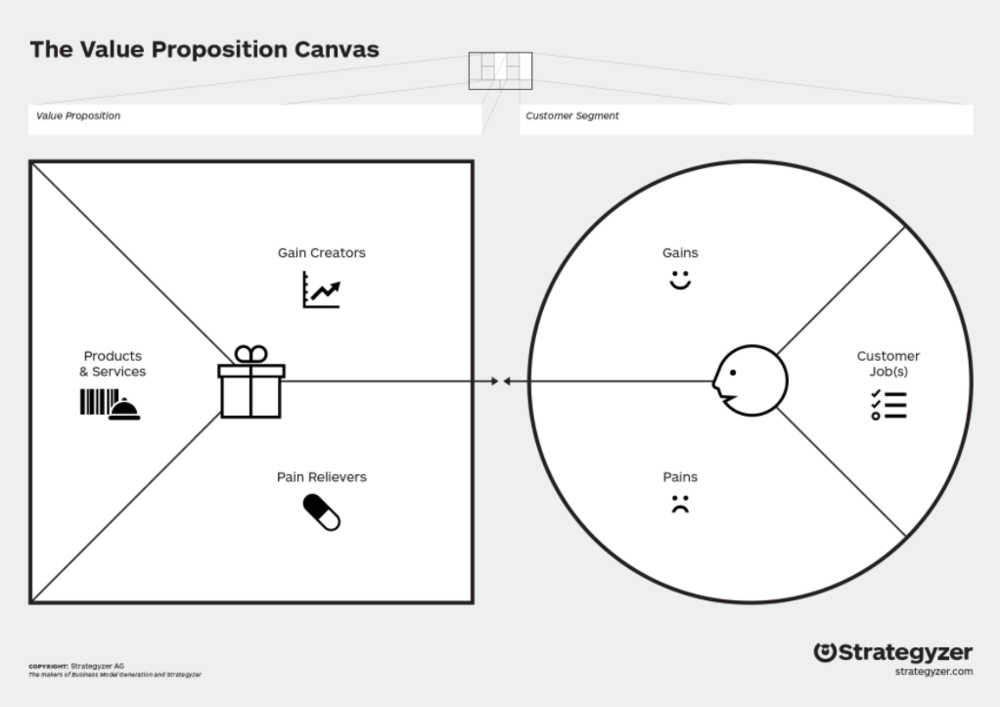 The Value Proposition Canvas
Value Proposition
Customer Segment
Gain Creators
Gains
Products
& Services
Customer
Job(s)
Pain Relievers
Pains
COPYRIGHT: Strategyzer AG
The makers of Business Model Generation and Strategyzer
Strategyzer
strategyzer.com